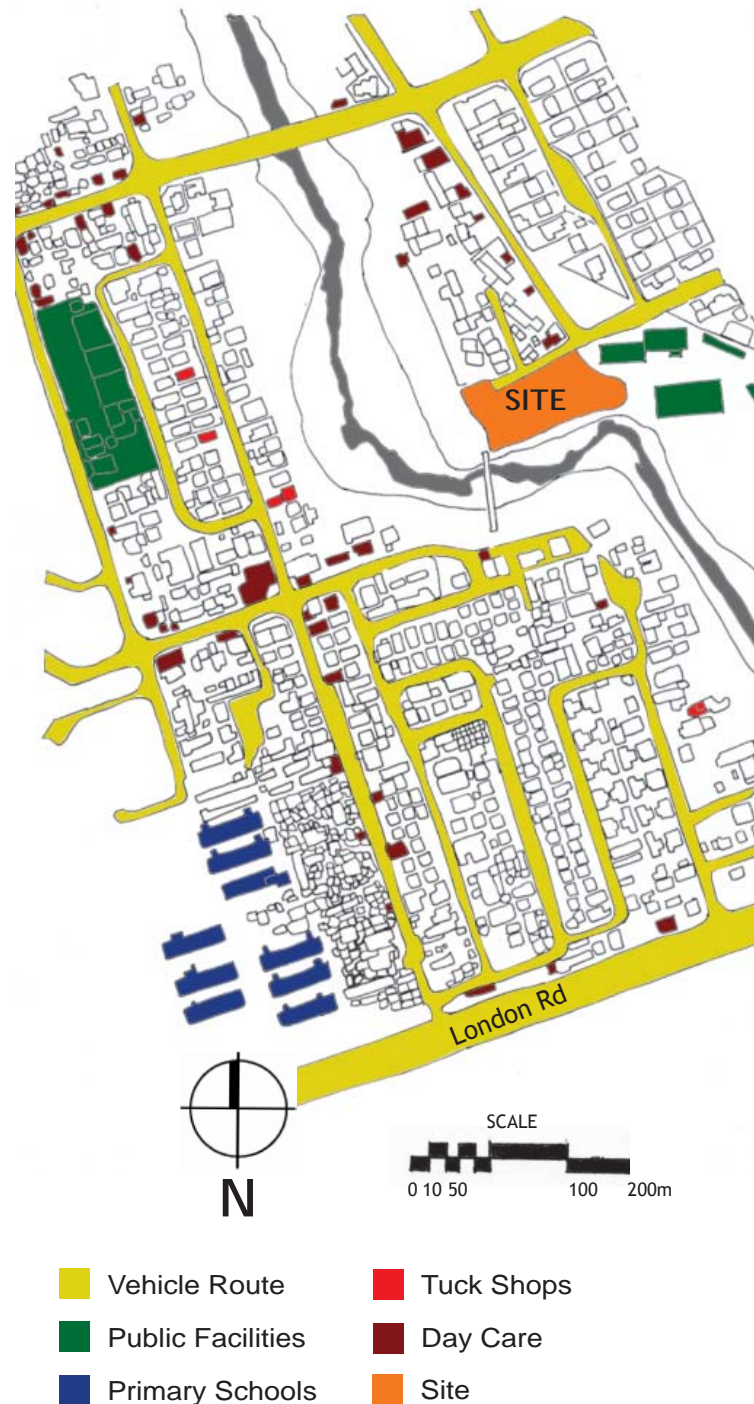 SITE
London Rd
SCALE
0 10 50 100 200m
N
Vehicle Route
Tuck Shops
Public Facilities
Day Care
Primary Schools
Site